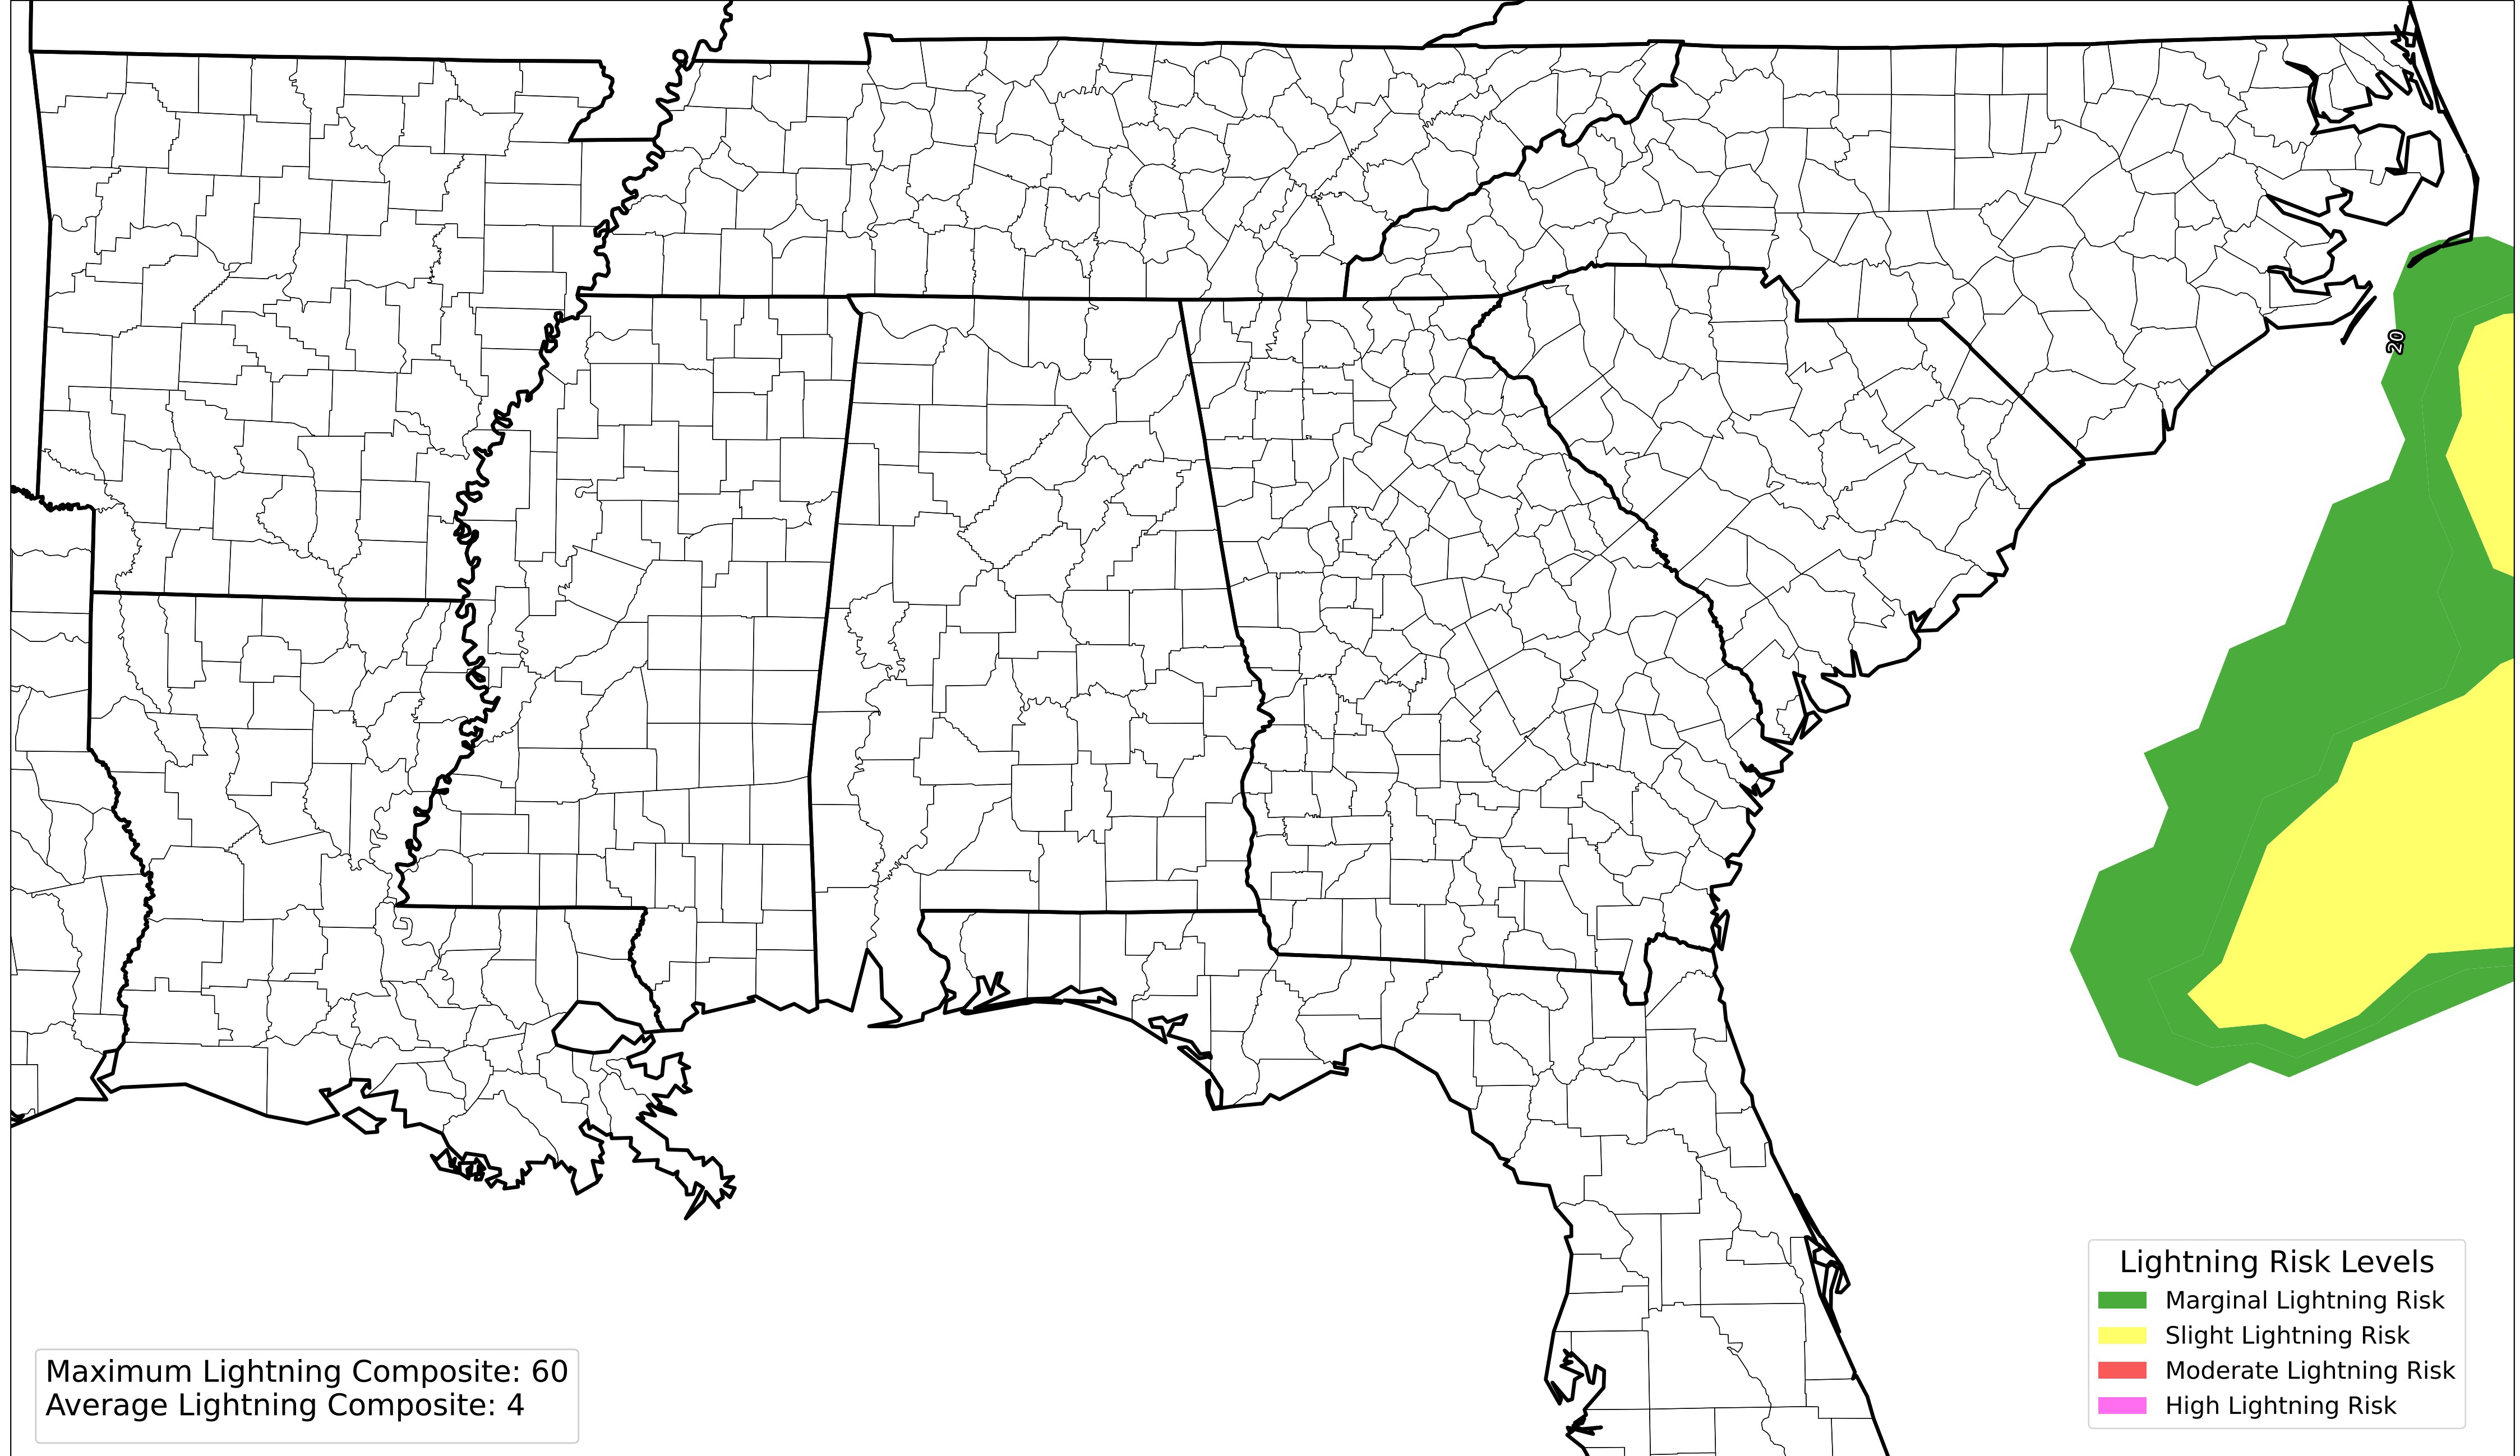 20
Lightning Risk Levels
Marginal Lightning Risk
Slight Lightning Risk
Moderate Lightning Risk
High Lightning Risk
Maximum Lightning Composite: 60
Average Lightning Composite: 4